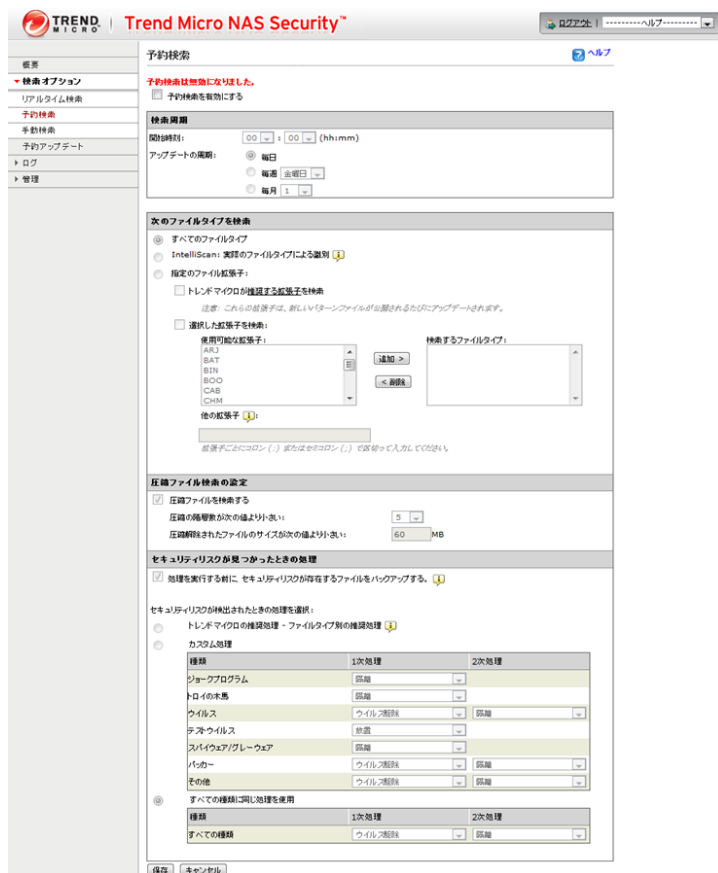 TREND MICRO
Trend Micro NAS Security™
ログアウト
----------ヘルプ----------
概要
検索オプション
リアルタイム検索
予約検索
手動検索
予約アップデート
ログ
管理
予約検索
ヘルプ
予約検索は無効になりました。
予約検索を有効にする
検索周期
開始時刻: 00 : 00 (hh:mm)
アップデートの周期: 毎日
毎週 金曜日
毎月 1
次のファイルタイプを検索
すべてのファイルタイプ
IntelliScan: 実際のファイルタイプによる識別
指定のファイル拡張子:
トレンドマイクロが推奨する拡張子を検索
注意: これらの拡張子は、新しいパターンファイルが公開されるたびにアップデートされます。
選択した拡張子を検索:
使用可能な拡張子: 検索するファイルタイプ:
ARJ
BAT
BIN
BOO
CAB
CHM
追加 >
< 削除
他の拡張子:
拡張子ごとにコロン (:) またはセミコロン (;) で区切って入力してください。
圧縮ファイル検索の設定
圧縮ファイルを検索する
圧縮の階層数が次の値より小さい: 5
圧縮解除されたファイルのサイズが次の値より小さい: 60 MB
セキュリティリスクが見つかったときの処理
処理を実行する前に、セキュリティリスクが存在するファイルをバックアップする。
セキュリティリスクが検出されたときの処理を選択:
トレンドマイクロの推奨処理 - ファイルタイプ別の推奨処理
カスタム処理
種類 1次処理 2次処理
ジョークプログラム 隔離
トロイの木馬 隔離
ウイルス ウイルス駆除 隔離
テストウイルス 放置
スパイウェア/グレーウェア 隔離
パッカー ウイルス駆除 隔離
その他 ウイルス駆除 隔離
すべての種類に同じ処理を使用
種類 1次処理 2次処理
すべての種類 ウイルス駆除 隔離
保存 キャンセル